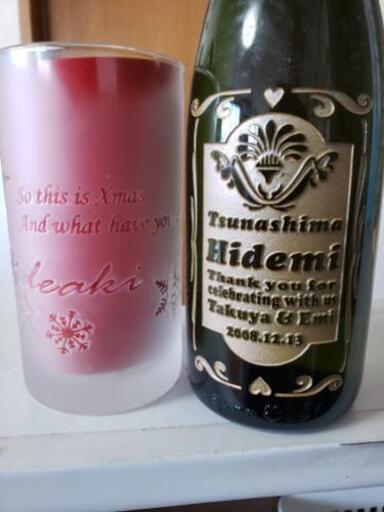 So this is Xmas
And what have you
deaki
Tsunashima
Hidemi
Thank you for
celebrating with us
Takuya & Emi
2008.12.13